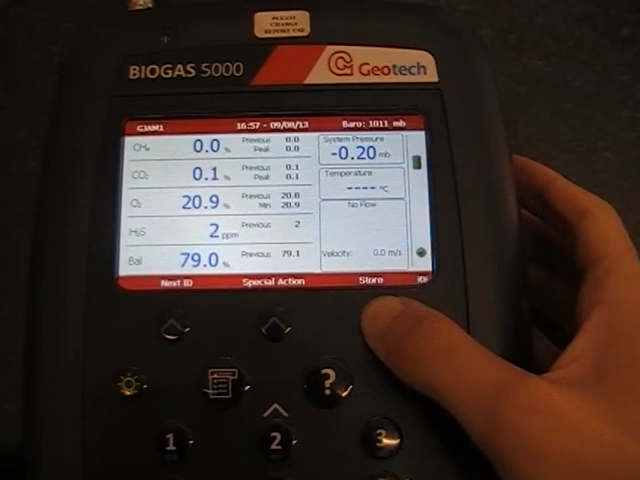 PLEASE
CHARGE
BEFORE USE
BIOGAS 5000
Geotech
GJAM1 16:57 - 09/08/13 Baro: 1011 mb
CH₄ 0.0 % Previous 0.0
Peak 0.0
CO₂ 0.1 % Previous 0.1
Peak 0.1
O₂ 20.9 % Previous 20.8
Min 20.9
H₂S 2 ppm Previous 2
Bal 79.0 % Previous 79.1
System Pressure
-0.20 mb
Temperature
---- °C
No Flow
Velocity: 0.0 m/s
Next ID Special Action Store
?
1 2 3